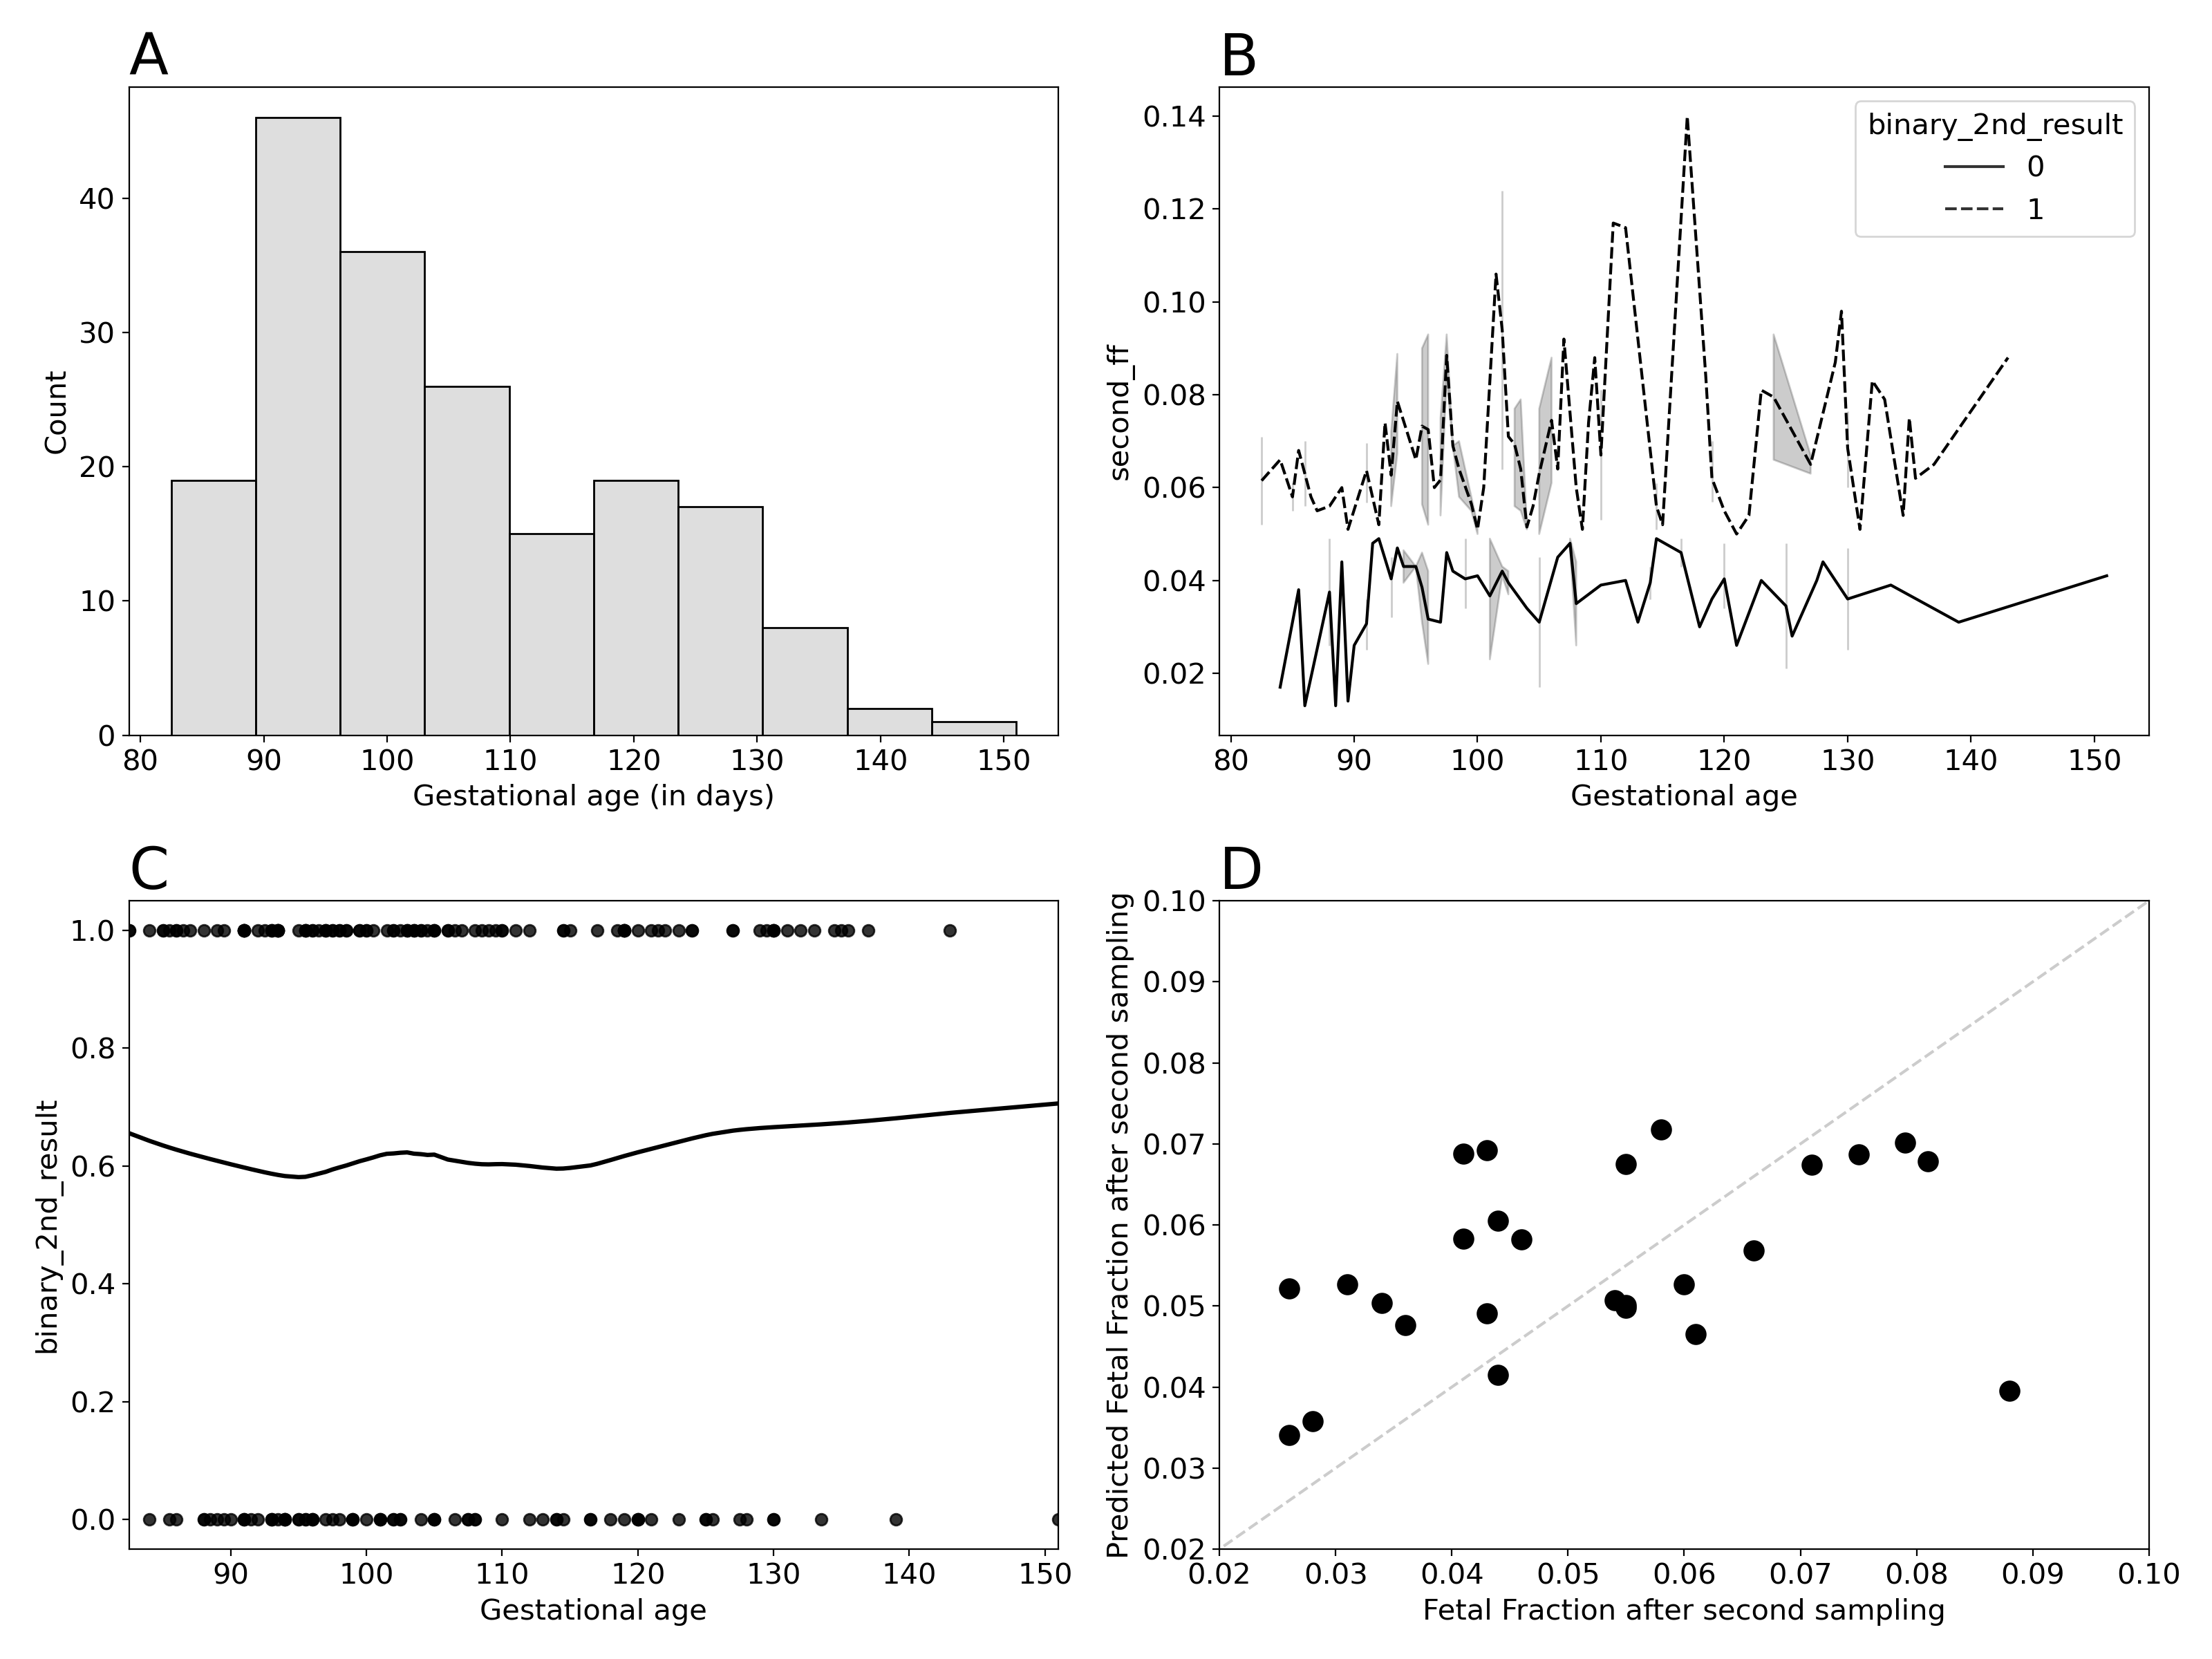 A
40
30
20
10
0
Count
80 90 100 110 120 130 140 150
Gestational age (in days)
B
0.14
0.12
0.10
0.08
0.06
0.04
0.02
second_ff
binary_2nd_result
0
1
80 90 100 110 120 130 140 150
Gestational age
C
1.0
0.8
0.6
0.4
0.2
0.0
binary_2nd_result
90 100 110 120 130 140 150
Gestational age
D
0.10
0.09
0.08
0.07
0.06
0.05
0.04
0.03
0.02
Predicted Fetal Fraction after second sampling
0.02 0.03 0.04 0.05 0.06 0.07 0.08 0.09 0.10
Fetal Fraction after second sampling